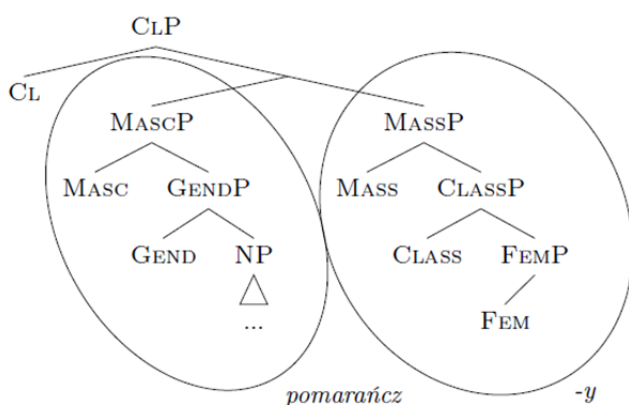 CLP
CL
MASCP MASSP
MASC GENDP MASS CLASSP
GEND NP CLASS FEMP
... FEM
pomarańcz -y